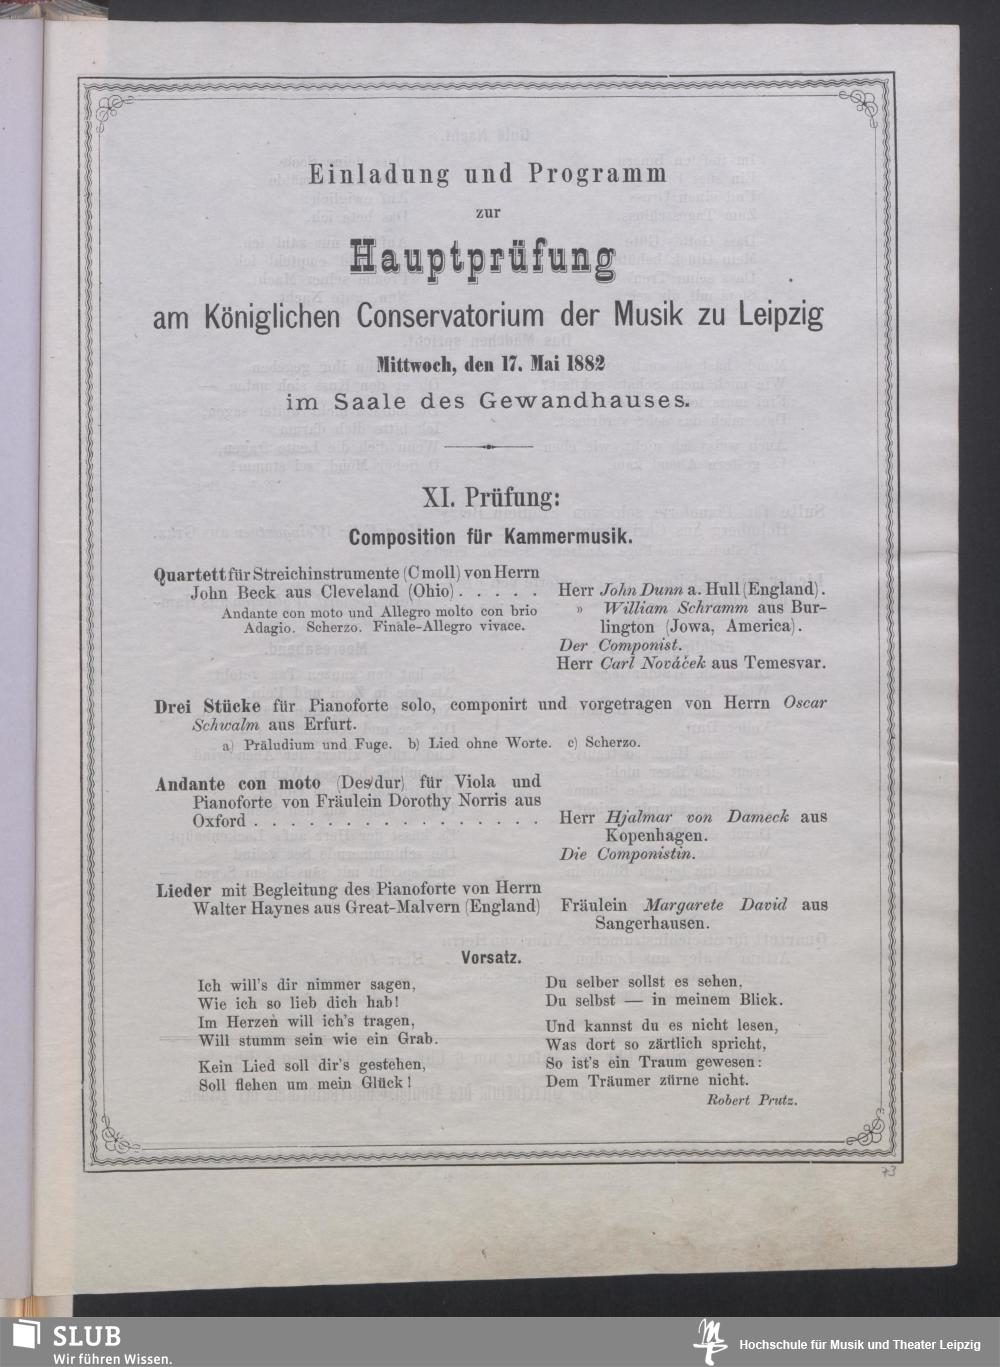 Einladung und Programm
zur
Hauptprüfung
am Königlichen Conservatorium der Musik zu Leipzig
Mittwoch, den 17. Mai 1882
im Saale des Gewandhauses.
XI. Prüfung:
Composition für Kammermusik.
Quartett für Streichinstrumente (Cmoll) von Herrn
John Beck aus Cleveland (Ohio) . . . . .
Andante con moto und Allegro molto con brio
Adagio. Scherzo. Finale-Allegro vivace.
Herr John Dunn a. Hull (England).
» William Schramm aus Bur-
lington (Jowa, America).
Der Componist.
Herr Carl Nováček aus Temesvar.
Drei Stücke für Pianoforte solo, componirt und vorgetragen von Herrn Oscar
Schwalm aus Erfurt.
a) Präludium und Fuge. b) Lied ohne Worte. c) Scherzo.
Andante con moto (Des dur) für Viola und
Pianoforte von Fräulein Dorothy Norris aus
Oxford . . . . . . . . . . . . . . . .
Herr Hjalmar von Dameck aus
Kopenhagen.
Die Componistin.
Lieder mit Begleitung des Pianoforte von Herrn
Walter Haynes aus Great-Malvern (England)
Fräulein Margarete David aus
Sangerhausen.
Vorsatz.
Ich will's dir nimmer sagen,
Wie ich so lieb dich hab!
Im Herzen will ich's tragen,
Will stumm sein wie ein Grab.
Kein Lied soll dir's gestehen,
Soll flehen um mein Glück!
Du selber sollst es sehen,
Du selbst — in meinem Blick.
Und kannst du es nicht lesen,
Was dort so zärtlich spricht,
So ist's ein Traum gewesen:
Dem Träumer zürne nicht.
Robert Prutz.
73
SLUB
Wir führen Wissen.
Hochschule für Musik und Theater Leipzig